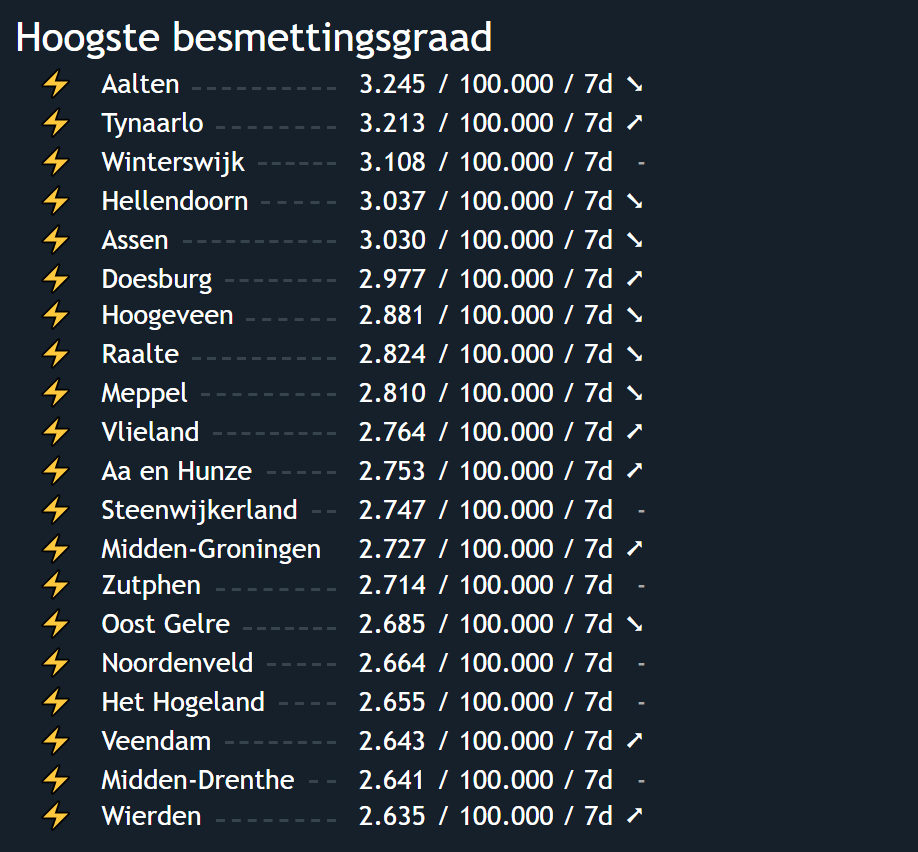 Hoogste besmettingsgraad
⚡ Aalten 3.245 / 100.000 / 7d ↘
⚡ Tynaarlo 3.213 / 100.000 / 7d ↗
⚡ Winterswijk 3.108 / 100.000 / 7d -
⚡ Hellendoorn 3.037 / 100.000 / 7d ↘
⚡ Assen 3.030 / 100.000 / 7d ↘
⚡ Doesburg 2.977 / 100.000 / 7d ↗
⚡ Hoogeveen 2.881 / 100.000 / 7d ↘
⚡ Raalte 2.824 / 100.000 / 7d ↘
⚡ Meppel 2.810 / 100.000 / 7d ↘
⚡ Vlieland 2.764 / 100.000 / 7d ↗
⚡ Aa en Hunze 2.753 / 100.000 / 7d ↗
⚡ Steenwijkerland 2.747 / 100.000 / 7d -
⚡ Midden-Groningen 2.727 / 100.000 / 7d ↗
⚡ Zutphen 2.714 / 100.000 / 7d -
⚡ Oost Gelre 2.685 / 100.000 / 7d ↘
⚡ Noordenveld 2.664 / 100.000 / 7d -
⚡ Het Hogeland 2.655 / 100.000 / 7d -
⚡ Veendam 2.643 / 100.000 / 7d ↗
⚡ Midden-Drenthe 2.641 / 100.000 / 7d -
⚡ Wierden 2.635 / 100.000 / 7d ↗